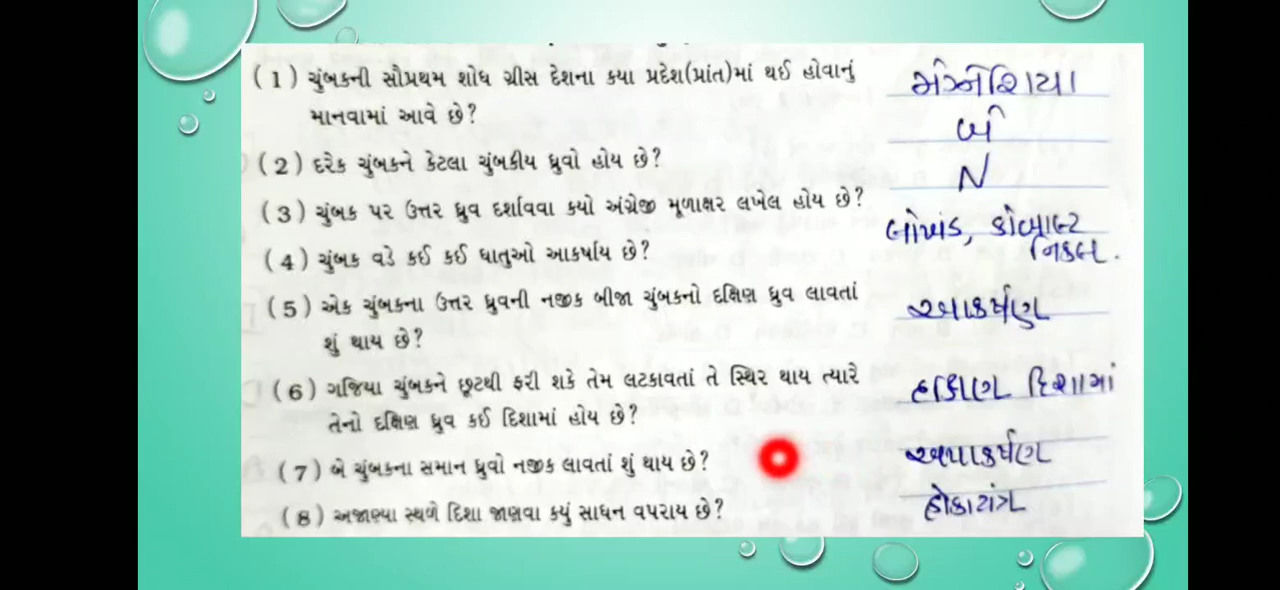 (1) ચુંબકની સૌપ્રથમ શોધ ગ્રીસ દેશના કયા પ્રદેશ(પ્રાંત)માં થઈ હોવાનું મેગ્નેશિયા
માનવામાં આવે છે?
બે
(2) દરેક ચુંબકને કેટલા ચુંબકીય ધ્રુવો હોય છે?
N
(3) ચુંબક પર ઉત્તર ધ્રુવ દર્શાવવા કયો અંગ્રેજી મૂળાક્ષર લખેલ હોય છે?
લોખંડ, કોબાલ્ટ
(4) ચુંબક વડે કઈ કઈ ધાતુઓ આકર્ષાય છે? નિકલ.
(5) એક ચુંબકના ઉત્તર ધ્રુવની નજીક બીજા ચુંબકનો દક્ષિણ ધ્રુવ લાવતાં આકર્ષણ
શું થાય છે?
(6) ગજિયા ચુંબકને છૂટથી ફરી શકે તેમ લટકાવતાં તે સ્થિર થાય ત્યારે દક્ષિણ દિશામાં
તેનો દક્ષિણ ધ્રુવ કઈ દિશામાં હોય છે?
(7) બે ચુંબકના સમાન ધ્રુવો નજીક લાવતાં શું થાય છે? અપાકર્ષણ
(8) અજાણ્યા સ્થળે દિશા જાણવા કયું સાધન વપરાય છે? હોકાયંત્ર